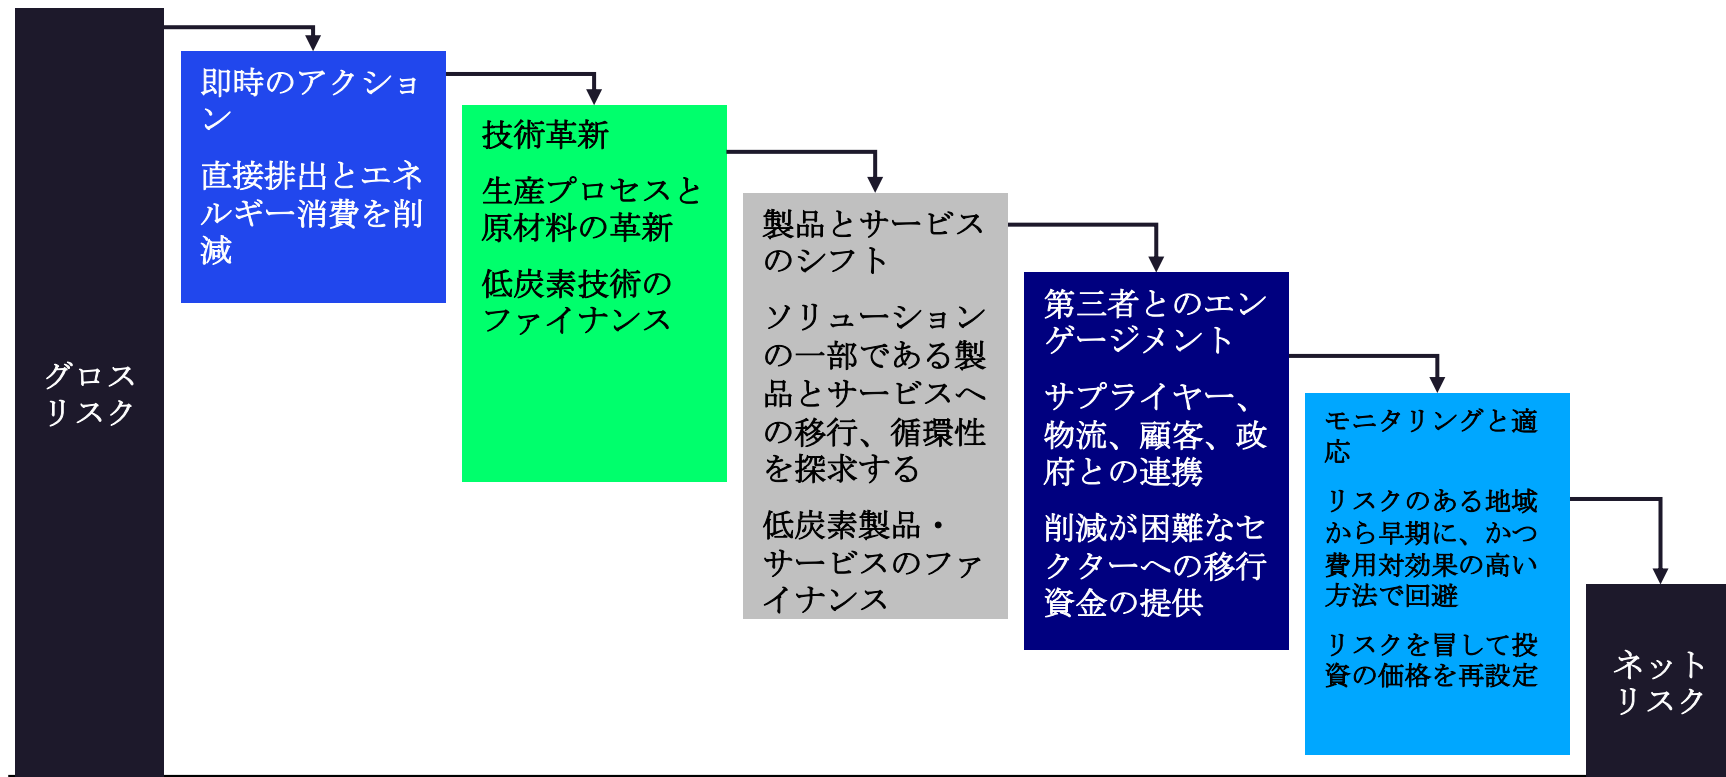 グロス
リスク
即時のアクショ
ン
直接排出とエネ
ルギー消費を削
減
技術革新
生産プロセスと
原材料の革新
低炭素技術の
ファイナンス
製品とサービス
のシフト
ソリューション
の一部である製
品とサービスへ
の移行、循環性
を探求する
低炭素製品・
サービスのファ
イナンス
第三者とのエン
ゲージメント
サプライヤー、
物流、顧客、政
府との連携
削減が困難なセ
クターへの移行
資金の提供
モニタリングと適
応
リスクのある地域
から早期に、かつ
費用対効果の高い
方法で回避
リスクを冒して投
資の価格を再設定
ネット
リスク